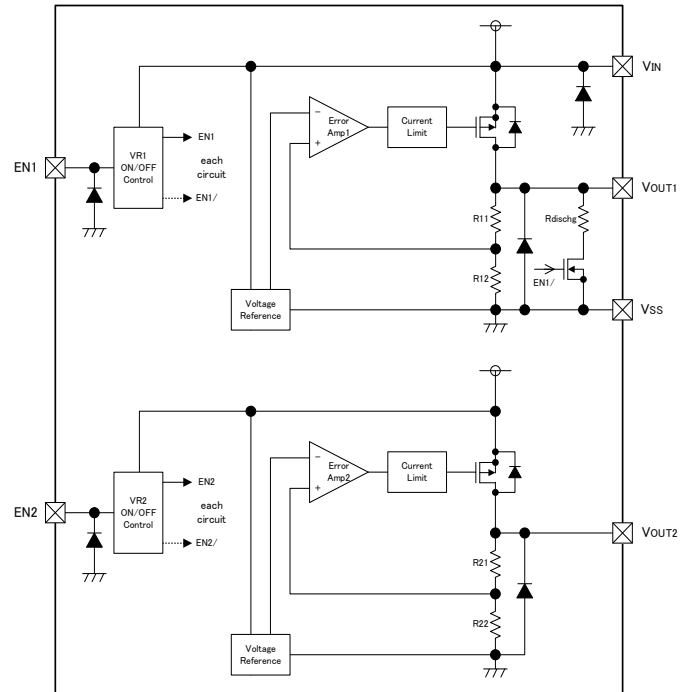 VIN
EN1
VR1
ON/OFF
Control
EN1
each
circuit
EN1/
−
+
Error
Amp1
Current
Limit
VOUT1
R11
R12
Rdischg
EN1/
Voltage
Reference
VSS
EN2
VR2
ON/OFF
Control
EN2
each
circuit
EN2/
−
+
Error
Amp2
Current
Limit
VOUT2
R21
R22
Voltage
Reference